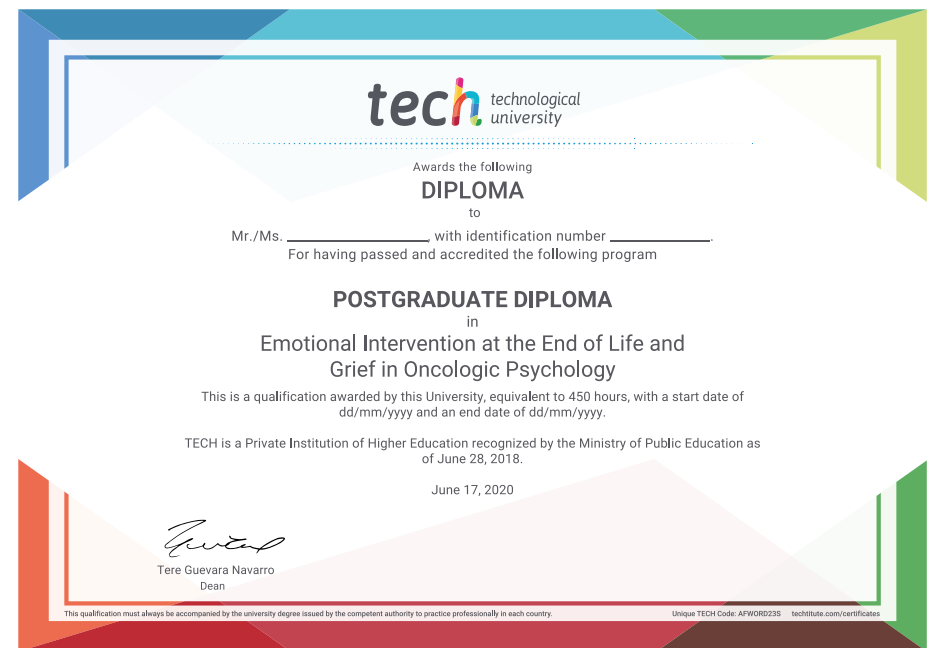 tech technological
university
Awards the following
DIPLOMA
to
Mr./Ms. ____________________, with identification number ______________.
For having passed and accredited the following program
POSTGRADUATE DIPLOMA
in
Emotional Intervention at the End of Life and
Grief in Oncologic Psychology
This is a qualification awarded by this University, equivalent to 450 hours, with a start date of
dd/mm/yyyy and an end date of dd/mm/yyyy.
TECH is a Private Institution of Higher Education recognized by the Ministry of Public Education as
of June 28, 2018.
June 17, 2020
Tere Guevara Navarro
Dean
This qualification must always be accompanied by the university degree issued by the competent authority to practice professionally in each country. Unique TECH Code: AFWORD23S techtitute.com/certificates